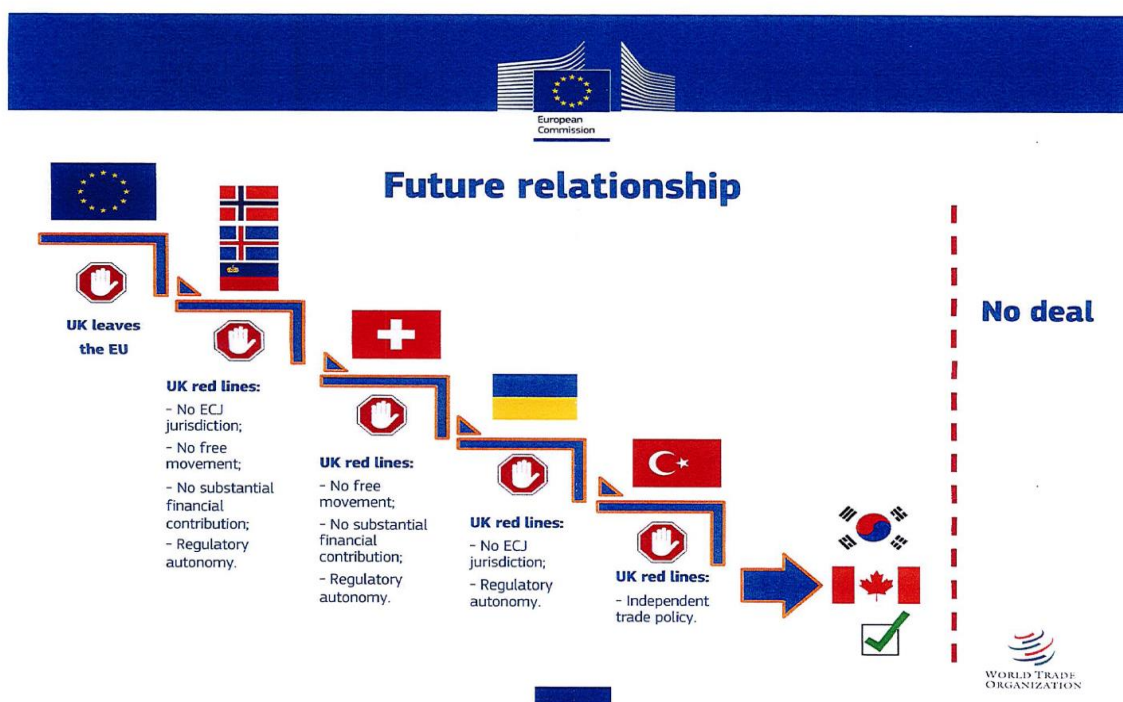 European
Commission
Future relationship
UK leaves
the EU
UK red lines:
- No ECJ
jurisdiction;
- No free
movement;
- No substantial
financial
contribution;
- Regulatory
autonomy.
UK red lines:
- No free
movement;
- No substantial
financial
contribution;
- Regulatory
autonomy.
UK red lines:
- No ECJ
jurisdiction;
- Regulatory
autonomy.
UK red lines:
- Independent
trade policy.
No deal
WORLD TRADE
ORGANIZATION